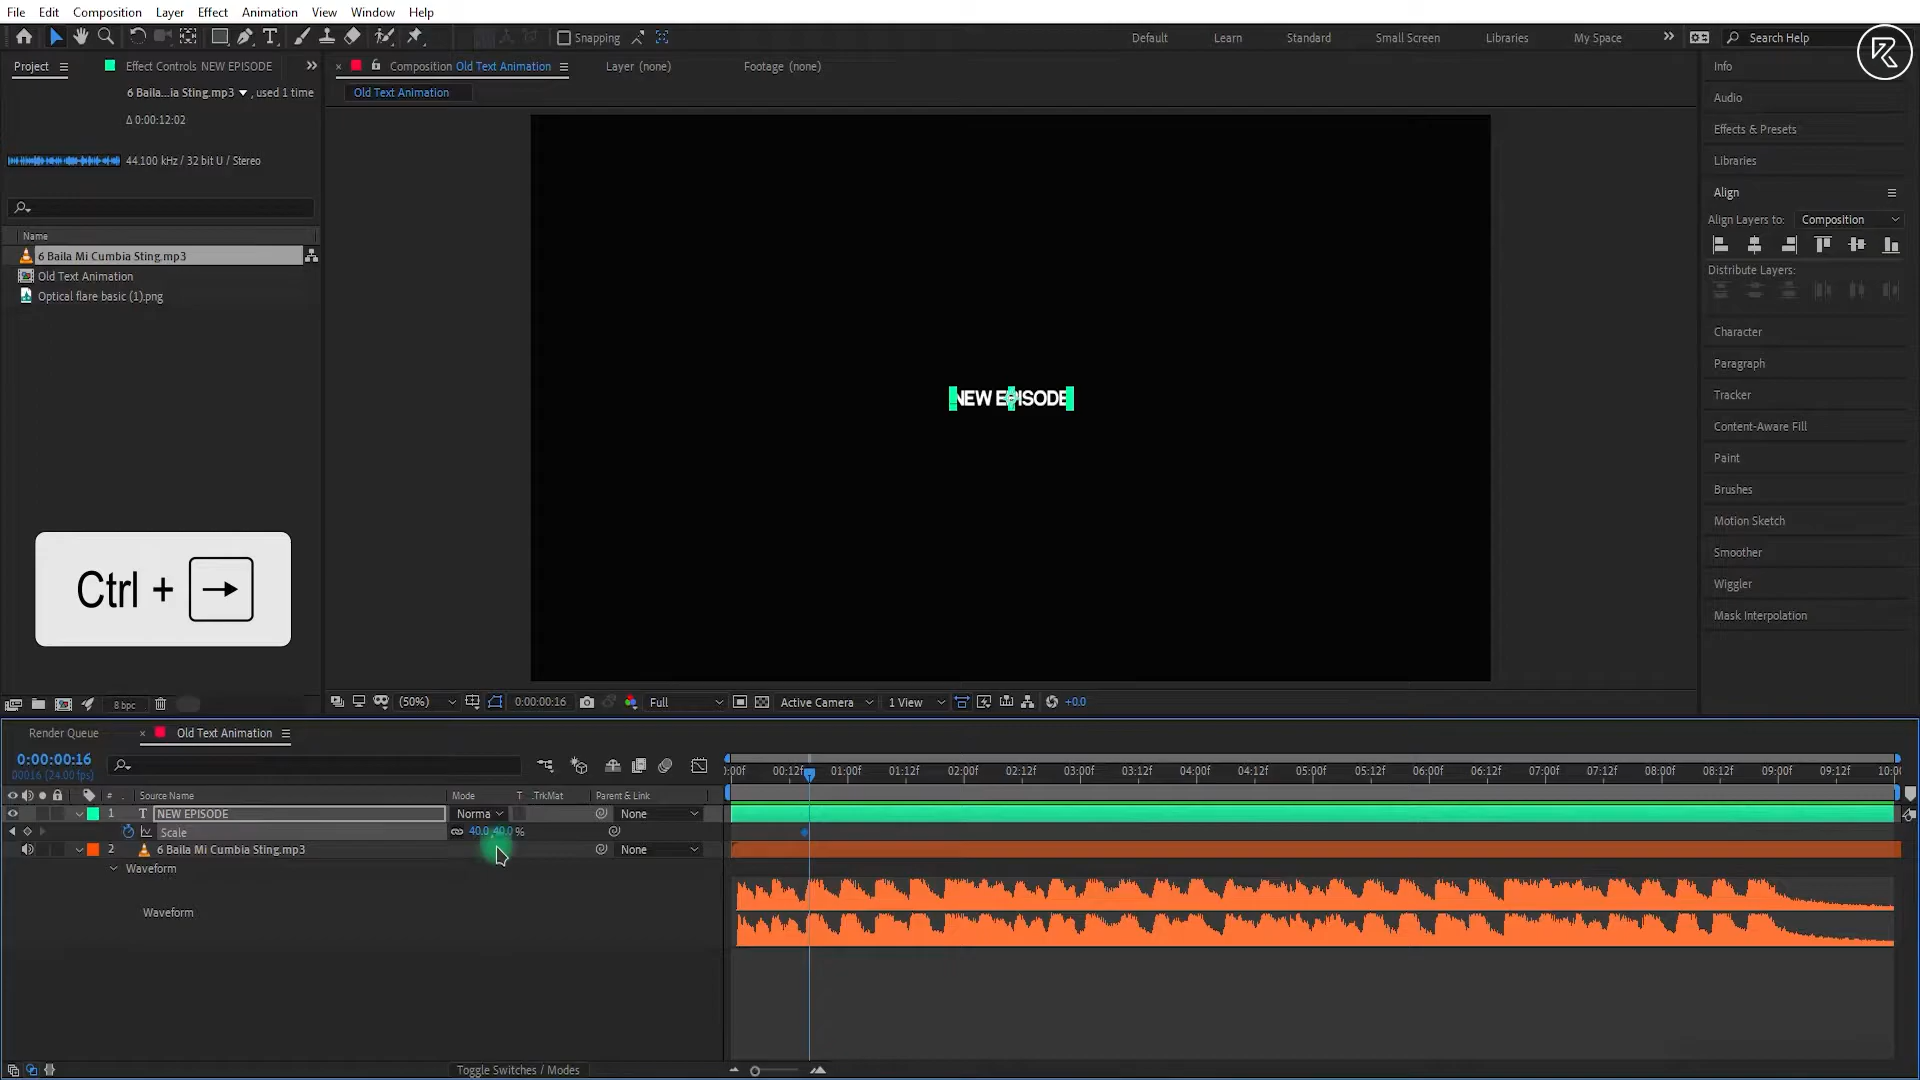 File Edit Composition Layer Effect Animation View Window Help
Snapping
Default Learn Standard Small Screen Libraries My Space Search Help
Project Effect Controls NEW EPISODE
Composition Old Text Animation Layer (none) Footage (none)
Old Text Animation
6 Baila...ia Sting.mp3 , used 1 time
Δ 0:00:12:02
44.100 kHz / 32 bit U / Stereo
Name
6 Baila Mi Cumbia Sting.mp3
Old Text Animation
Optical flare basic (1).png
NEW EPISODE
Ctrl + →
Info
Audio
Effects & Presets
Libraries
Align
Align Layers to: Composition
Distribute Layers:
Character
Paragraph
Tracker
Content-Aware Fill
Paint
Brushes
Motion Sketch
Smoother
Wiggler
Mask Interpolation
8 bpc
(50%) 0:00:00:16 Full Active Camera 1 View +0.0
Render Queue Old Text Animation
0:00:00:16
00016 (24.00 fps)
:00f 00:12f 01:00f 01:12f 02:00f 02:12f 03:00f 03:12f 04:00f 04:12f 05:00f 05:12f 06:00f 06:12f 07:00f 07:12f 08:00f 08:12f 09:00f 09:12f 10:0
# Source Name Mode T .TrkMat Parent & Link
1 T NEW EPISODE Norma None
Scale 40.0, 40.0 %
2 6 Baila Mi Cumbia Sting.mp3 None
Waveform
Waveform
Toggle Switches / Modes